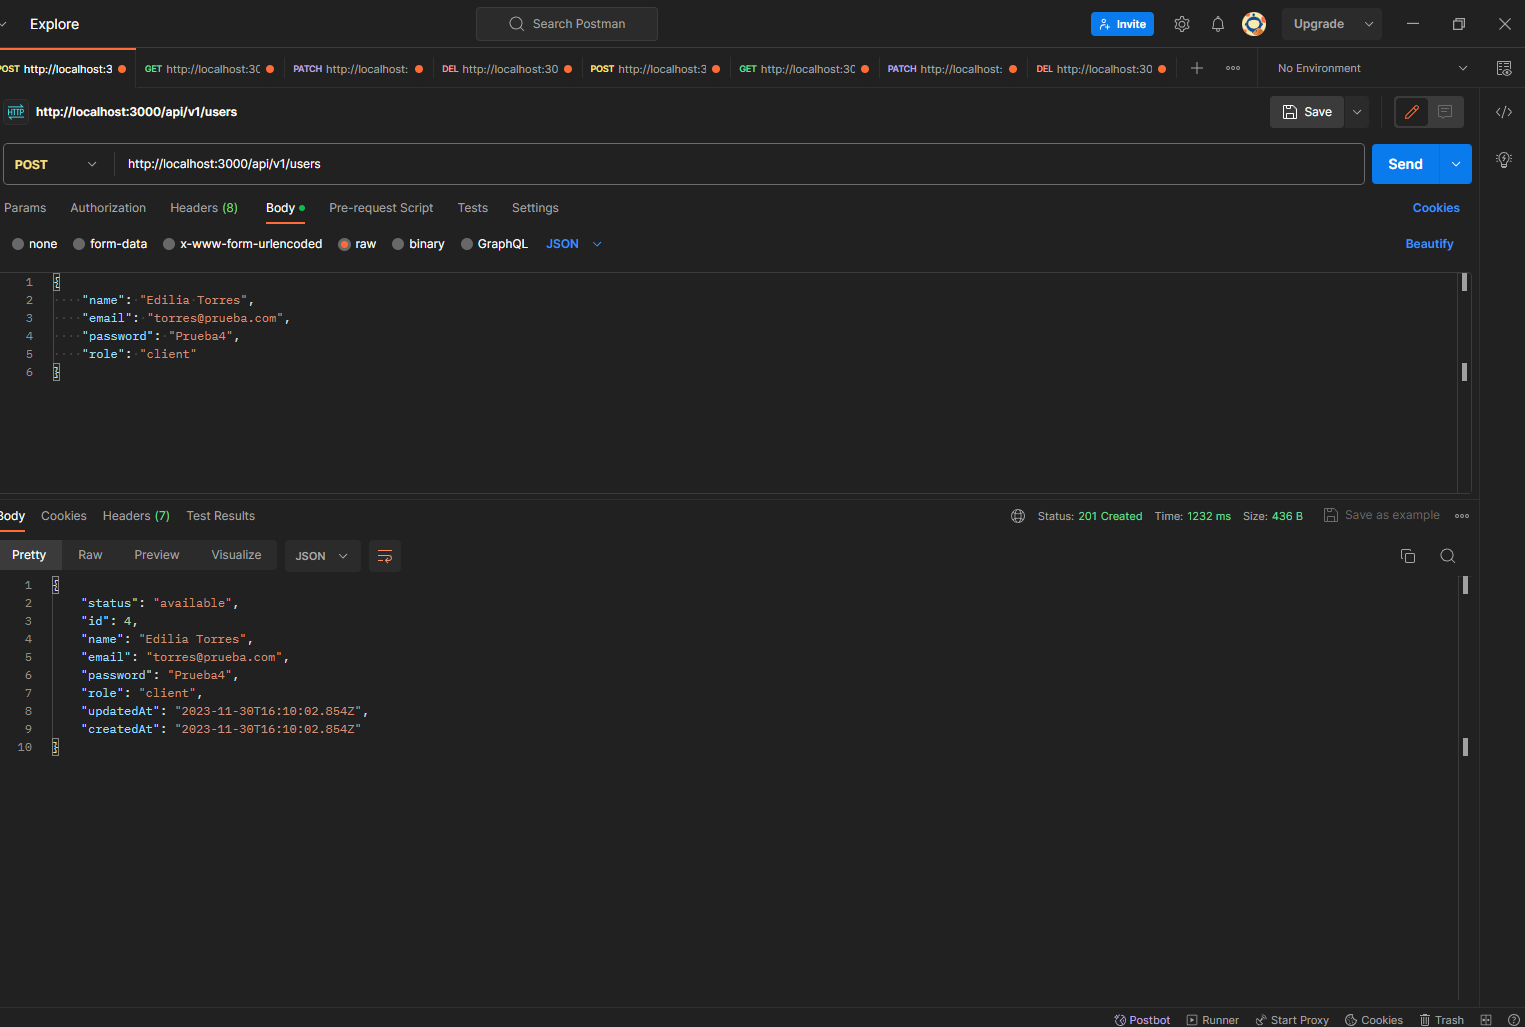 Explore
Search Postman
Invite
Upgrade
POST http://localhost:3
GET http://localhost:30
PATCH http://localhost:
DEL http://localhost:30
POST http://localhost:3
GET http://localhost:30
PATCH http://localhost:
DEL http://localhost:30
No Environment
HTTP http://localhost:3000/api/v1/users
Save
POST http://localhost:3000/api/v1/users
Send
Params Authorization Headers (8) Body Pre-request Script Tests Settings Cookies
none form-data x-www-form-urlencoded raw binary GraphQL JSON Beautify
1 {
2 "name": "Edilia Torres",
3 "email": "torres@prueba.com",
4 "password": "Prueba4",
5 "role": "client"
6 }
Body Cookies Headers (7) Test Results
Status: 201 Created Time: 1232 ms Size: 436 B Save as example
Pretty Raw Preview Visualize JSON
1 {
2 "status": "available",
3 "id": 4,
4 "name": "Edilia Torres",
5 "email": "torres@prueba.com",
6 "password": "Prueba4",
7 "role": "client",
8 "updatedAt": "2023-11-30T16:10:02.854Z",
9 "createdAt": "2023-11-30T16:10:02.854Z"
10 }
Postbot Runner Start Proxy Cookies Trash